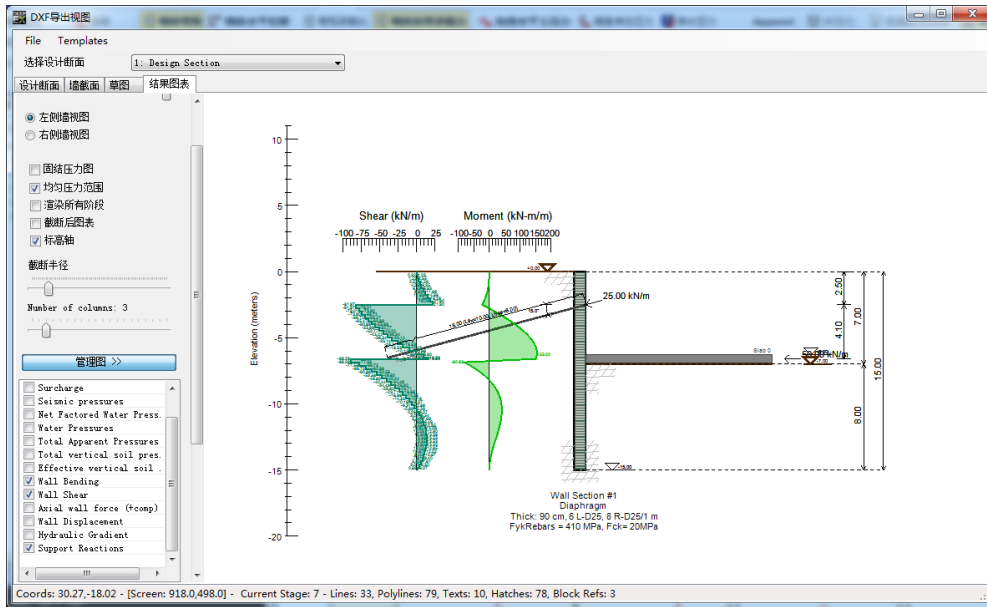 DXF导出视图
File Templates
选择设计断面
1: Design Section
设计断面 墙截面 草图 结果图表
左侧墙视图
右侧墙视图
固结压力图
均匀压力范围
渲染所有阶段
截断后图表
标高轴
截断半径
Number of columns: 3
管理图 >>
Surcharge
Seismic pressures
Net Factored Water Press.
Water Pressures
Total Apparent Pressures
Total vertical soil pres.
Effective vertical soil .
Wall Bending
Wall Shear
Axial wall force (+comp)
Wall Displacement
Hydraulic Gradient
Support Reactions
Elevation (meters)
10
5
0
-5
-10
-15
-20
Shear (kN/m)
-100 -75 -50 -25 0 25
Moment (kN-m/m)
-100 -50 0 50 100 150 200
25.00 kN/m
Slab 0
2.50
4.10
7.00
8.00
15.00
Wall Section #1
Diaphragm
Thick: 90 cm, 6 L-D25, 8 R-D25/1 m
FykRebars = 410 MPa, Fck= 20MPa
Coords: 30.27,-18.02 - [Screen: 918.0,498.0] - Current Stage: 7 - Lines: 33, Polylines: 79, Texts: 10, Hatches: 78, Block Refs: 3